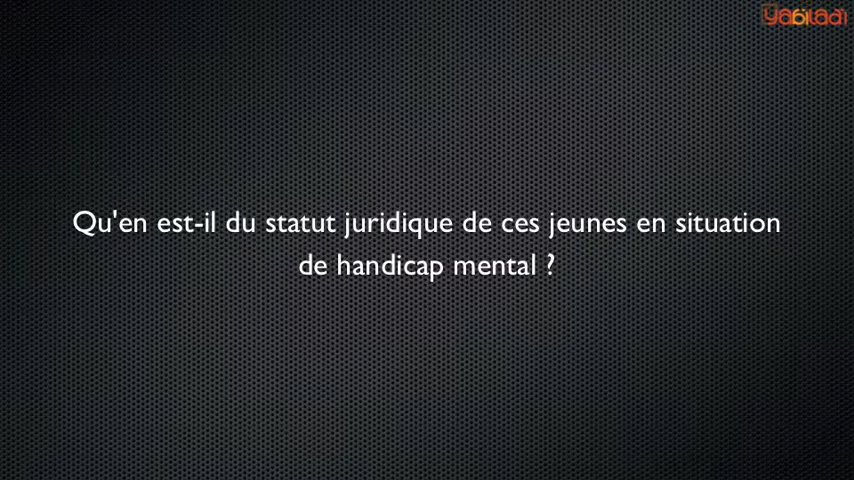 Yabiladi
Qu'en est-il du statut juridique de ces jeunes en situation
de handicap mental ?